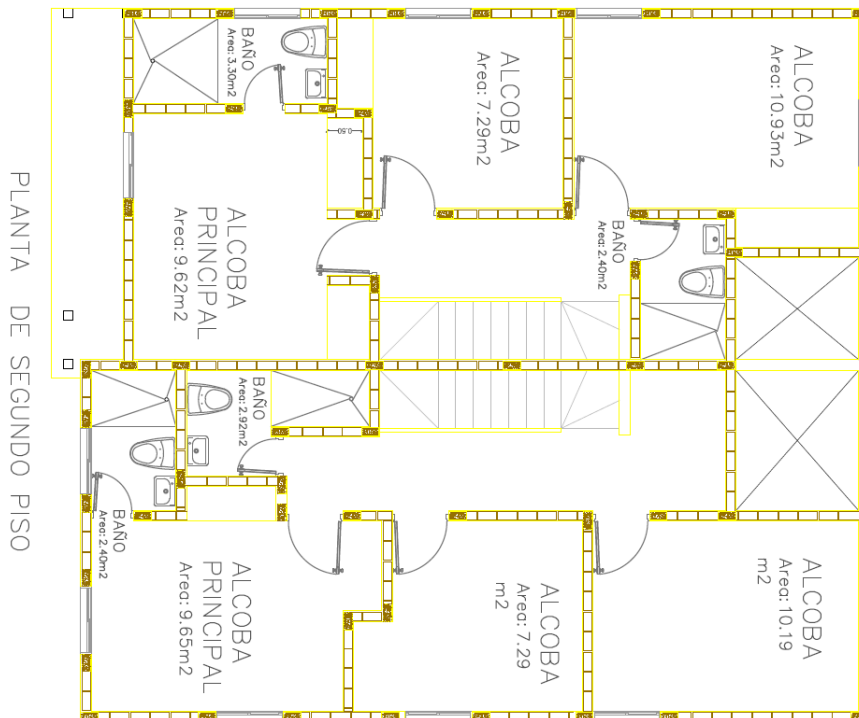 ALCOBA
Area: 10.93m2
ALCOBA
Area: 7.29m2
BAÑO
Area: 3.30m2
0.60
ALCOBA
PRINCIPAL
Area: 9.62m2
BAÑO
Area: 2.40m2
BAÑO
Area: 2.92m2
BAÑO
Area: 2.40m2
ALCOBA
PRINCIPAL
Area: 9.65m2
ALCOBA
Area: 7.29
m2
ALCOBA
Area: 10.19
m2
PLANTA DE SEGUNDO PISO